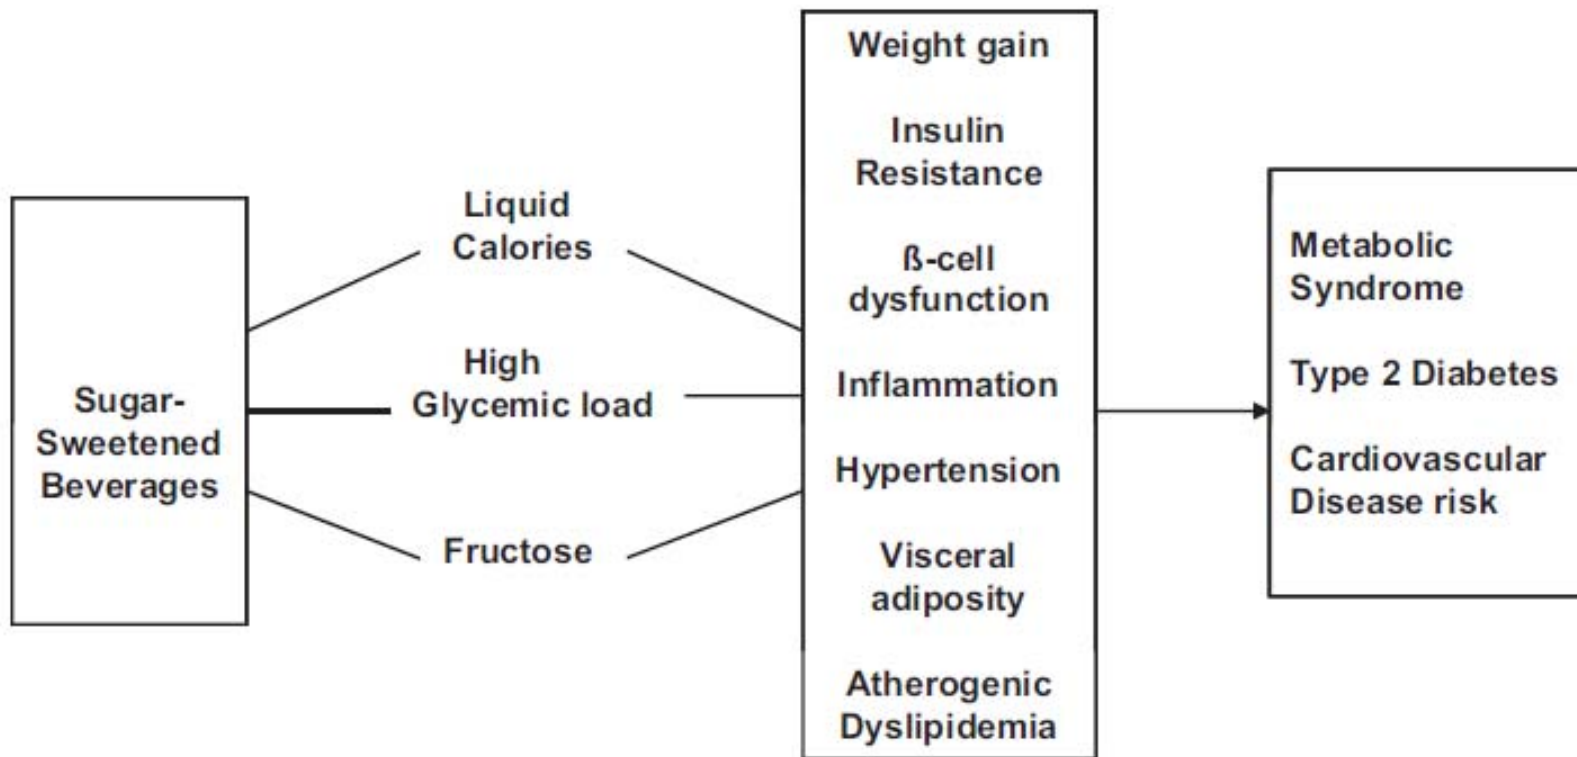 Sugar-
Sweetened
Beverages
Liquid
Calories
High
Glycemic load
Fructose
Weight gain
Insulin
Resistance
ß-cell
dysfunction
Inflammation
Hypertension
Visceral
adiposity
Atherogenic
Dyslipidemia
Metabolic
Syndrome
Type 2 Diabetes
Cardiovascular
Disease risk